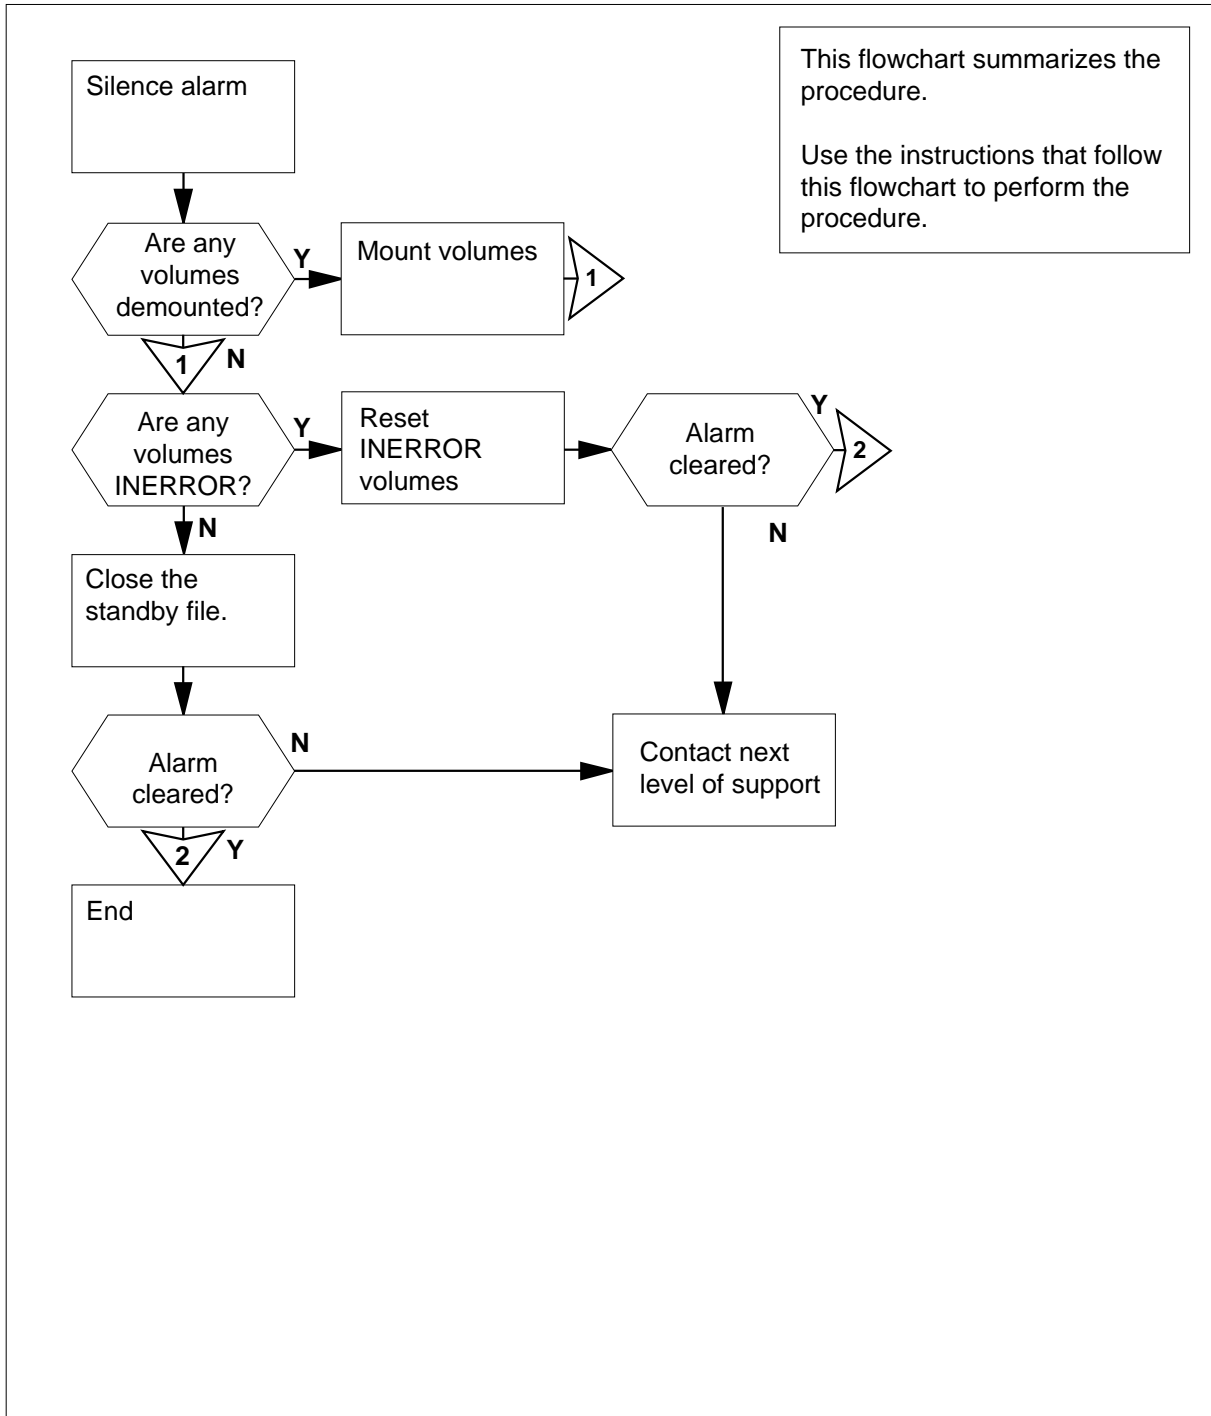 This flowchart summarizes the
procedure.
Use the instructions that follow
this flowchart to perform the
procedure.
Silence alarm
Are any
volumes
demounted?
Y
Mount volumes
1
1
N
Are any
volumes
INERROR?
Y
Reset
INERROR
volumes
Alarm
cleared?
Y
2
N
N
Close the
standby file.
Alarm
cleared?
N
Contact next
level of support
2
Y
End